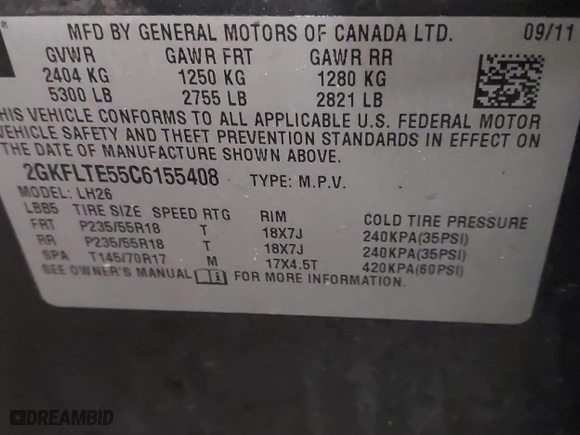 MFD BY GENERAL MOTORS OF CANADA LTD. 09/11
GVWR GAWR FRT GAWR RR
2404 KG 1250 KG 1280 KG
5300 LB 2755 LB 2821 LB
HIS VEHICLE CONFORMS TO ALL APPLICABLE U.S. FEDERAL MOTOR
VEHICLE SAFETY AND THEFT PREVENTION STANDARDS IN EFFECT ON
THE DATE OF MANUFACTURE SHOWN ABOVE.
2GKFLTE55C6155408 TYPE: M.P.V.
MODEL: LH26
LBB5 TIRE SIZE SPEED RTG RIM COLD TIRE PRESSURE
FRT P235/55R18 T 18X7J 240KPA(35PSI)
RR P235/55R18 T 18X7J 240KPA(35PSI)
SPA T145/70R17 M 17X4.5T 420KPA(60PSI)
SEE OWNER'S MANUAL FOR MORE INFORMATION.
DREAMBID